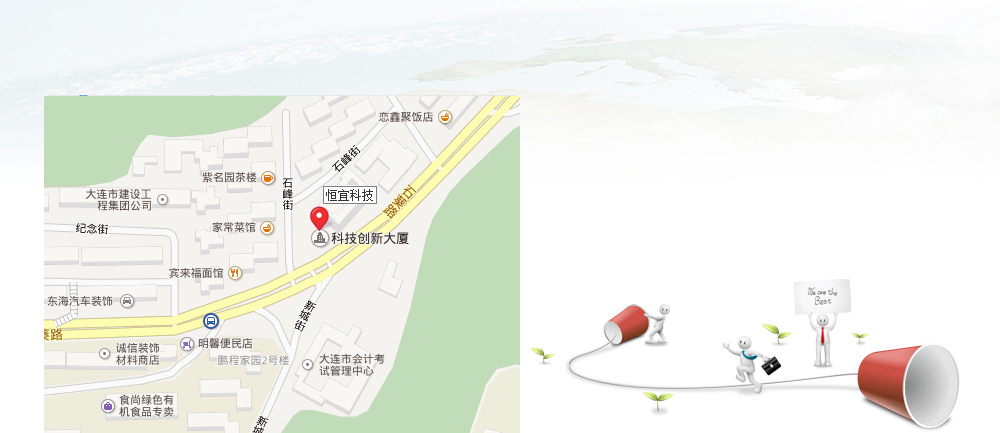 恋鑫聚饭店
石峰街
紫名园茶楼
石峰街
大连市建设工
程集团公司
恒宜科技
石葵路
纪念街
家常菜馆
科技创新大厦
宾来福面馆
东海汽车装饰
新城街
葵路
明馨便民店
诚信装饰
材料商店
鹏程家园2号楼
大连市会计考
试管理中心
食尚绿色有
机食品专卖
新城
We are the
Best